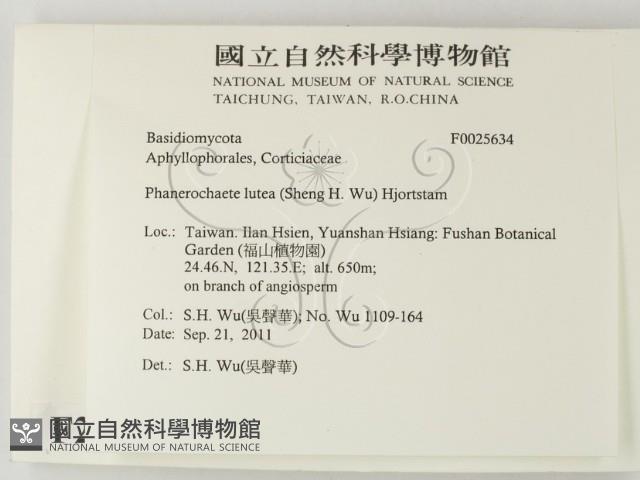 國立自然科學博物館
NATIONAL MUSEUM OF NATURAL SCIENCE
TAICHUNG, TAIWAN, R.O.CHINA
Basidiomycota F0025634
Aphyllophorales, Corticiaceae
Phanerochaete lutea (Sheng H. Wu) Hjortstam
Loc.: Taiwan. Ilan Hsien, Yuanshan Hsiang: Fushan Botanical
Garden (福山植物園)
24.46.N, 121.35.E; alt. 650m;
on branch of angiosperm
Col.: S.H. Wu(吳聲華); No. Wu 1109-164
Date: Sep. 21, 2011
Det.: S.H. Wu(吳聲華)
國立自然科學博物館
NATIONAL MUSEUM OF NATURAL SCIENCE